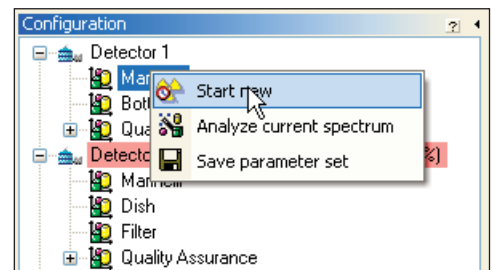 Configuration
Detector 1
Start new
Analyze current spectrum
%)
Save parameter set
Dish
Filter
Quality Assurance